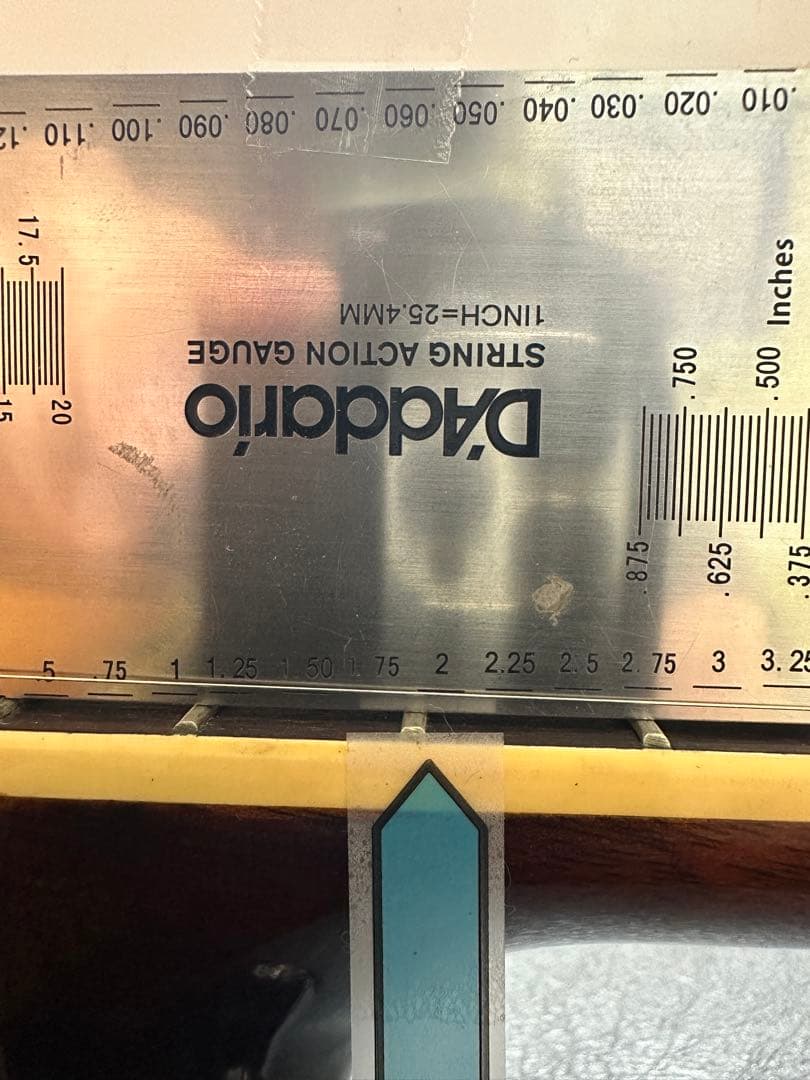 .110" .100" .090" .080" .070" .060" .050" .040" .030" .020" .010"
17.5
15
20
1INCH=25.4MM
STRING ACTION GAUGE
D'Addario
Inches
.500
.750
.875
.625
.375
.5 .75 1 1.25 1.50 1.75 2 2.25 2.5 2.75 3 3.25